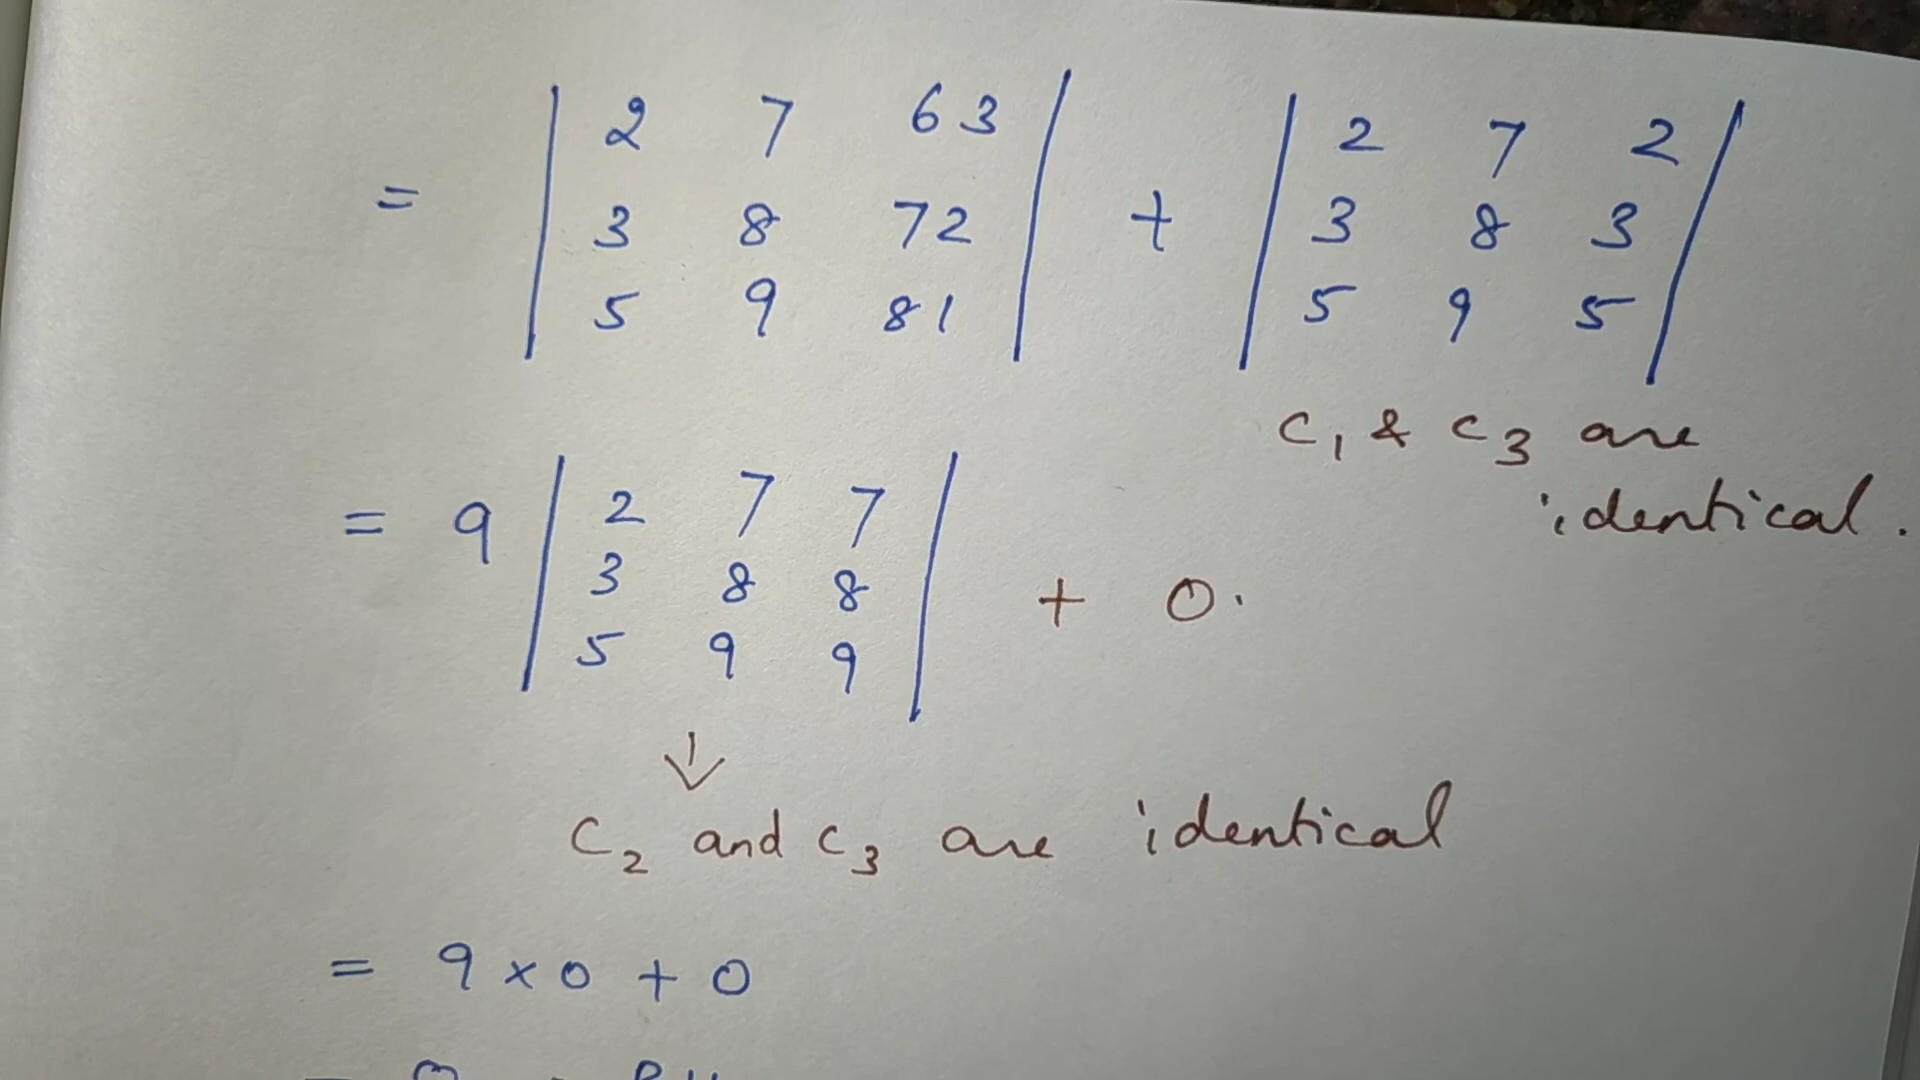 = | 2 7 63 | + | 2 7 2 |
| 3 8 72 | | 3 8 3 |
| 5 9 81 | | 5 9 5 |
C₁ & C₃ are
identical.
= 9 | 2 7 7 | + 0.
| 3 8 8 |
| 5 9 9 |
↓
C₂ and C₃ are identical
= 9 × 0 + 0